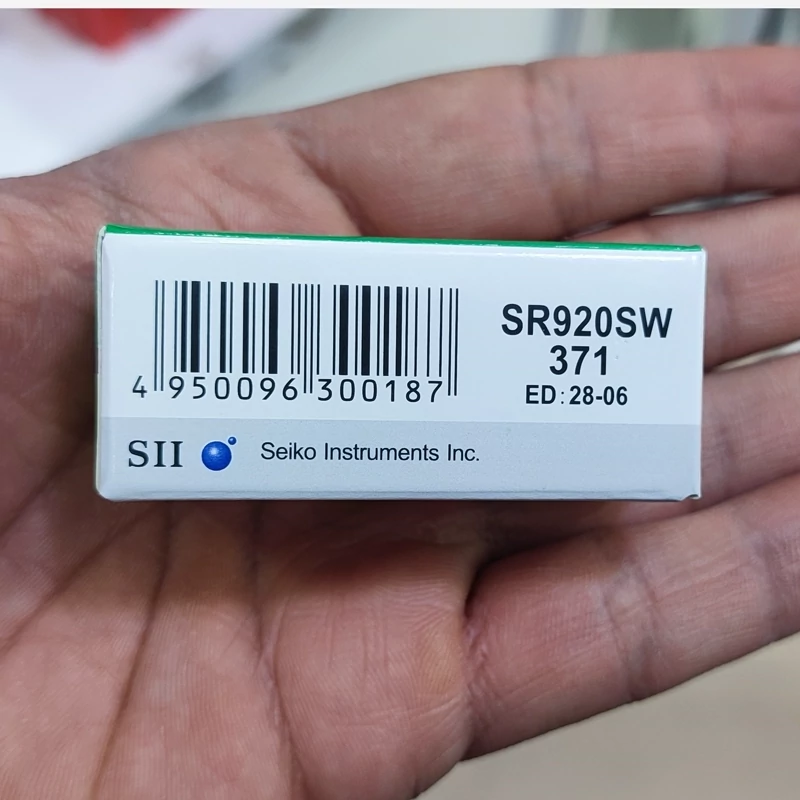 SR920SW
371
ED: 28-06
4 950096 300187
SII Seiko Instruments Inc.